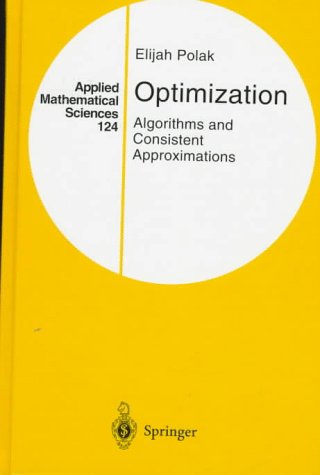 Elijah Polak
Applied
Mathematical
Sciences
124
Optimization
Algorithms and
Consistent
Approximations
Springer